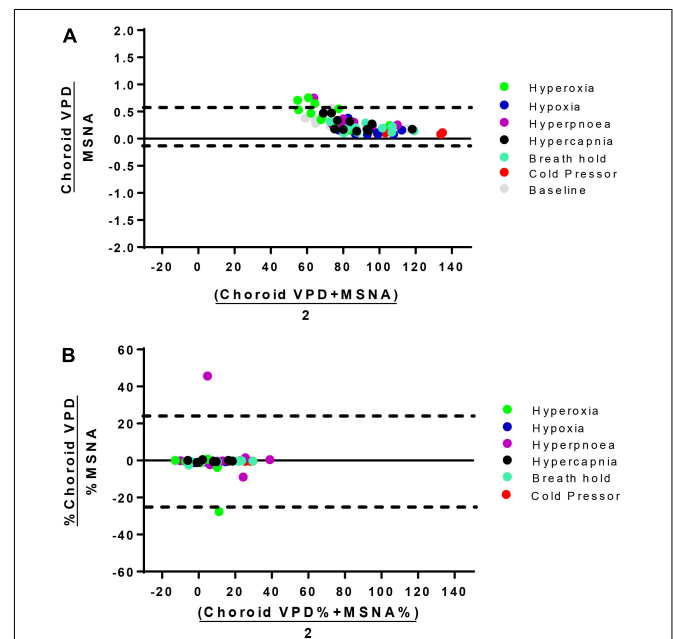 A
Choroid VPD
MSNA
2.0
1.5
1.0
0.5
0.0
-0.5
-1.0
-1.5
-2.0
-20 0 20 40 60 80 100 120 140
(Choroid VPD+MSNA)
2
Hyperoxia
Hypoxia
Hyperpnoea
Hypercapnia
Breath hold
Cold Pressor
Baseline
B
%Choroid VPD
%MSNA
60
40
20
0
-20
-40
-60
-20 0 20 40 60 80 100 120 140
(Choroid VPD%+MSNA%)
2
Hyperoxia
Hypoxia
Hyperpnoea
Hypercapnia
Breath hold
Cold Pressor